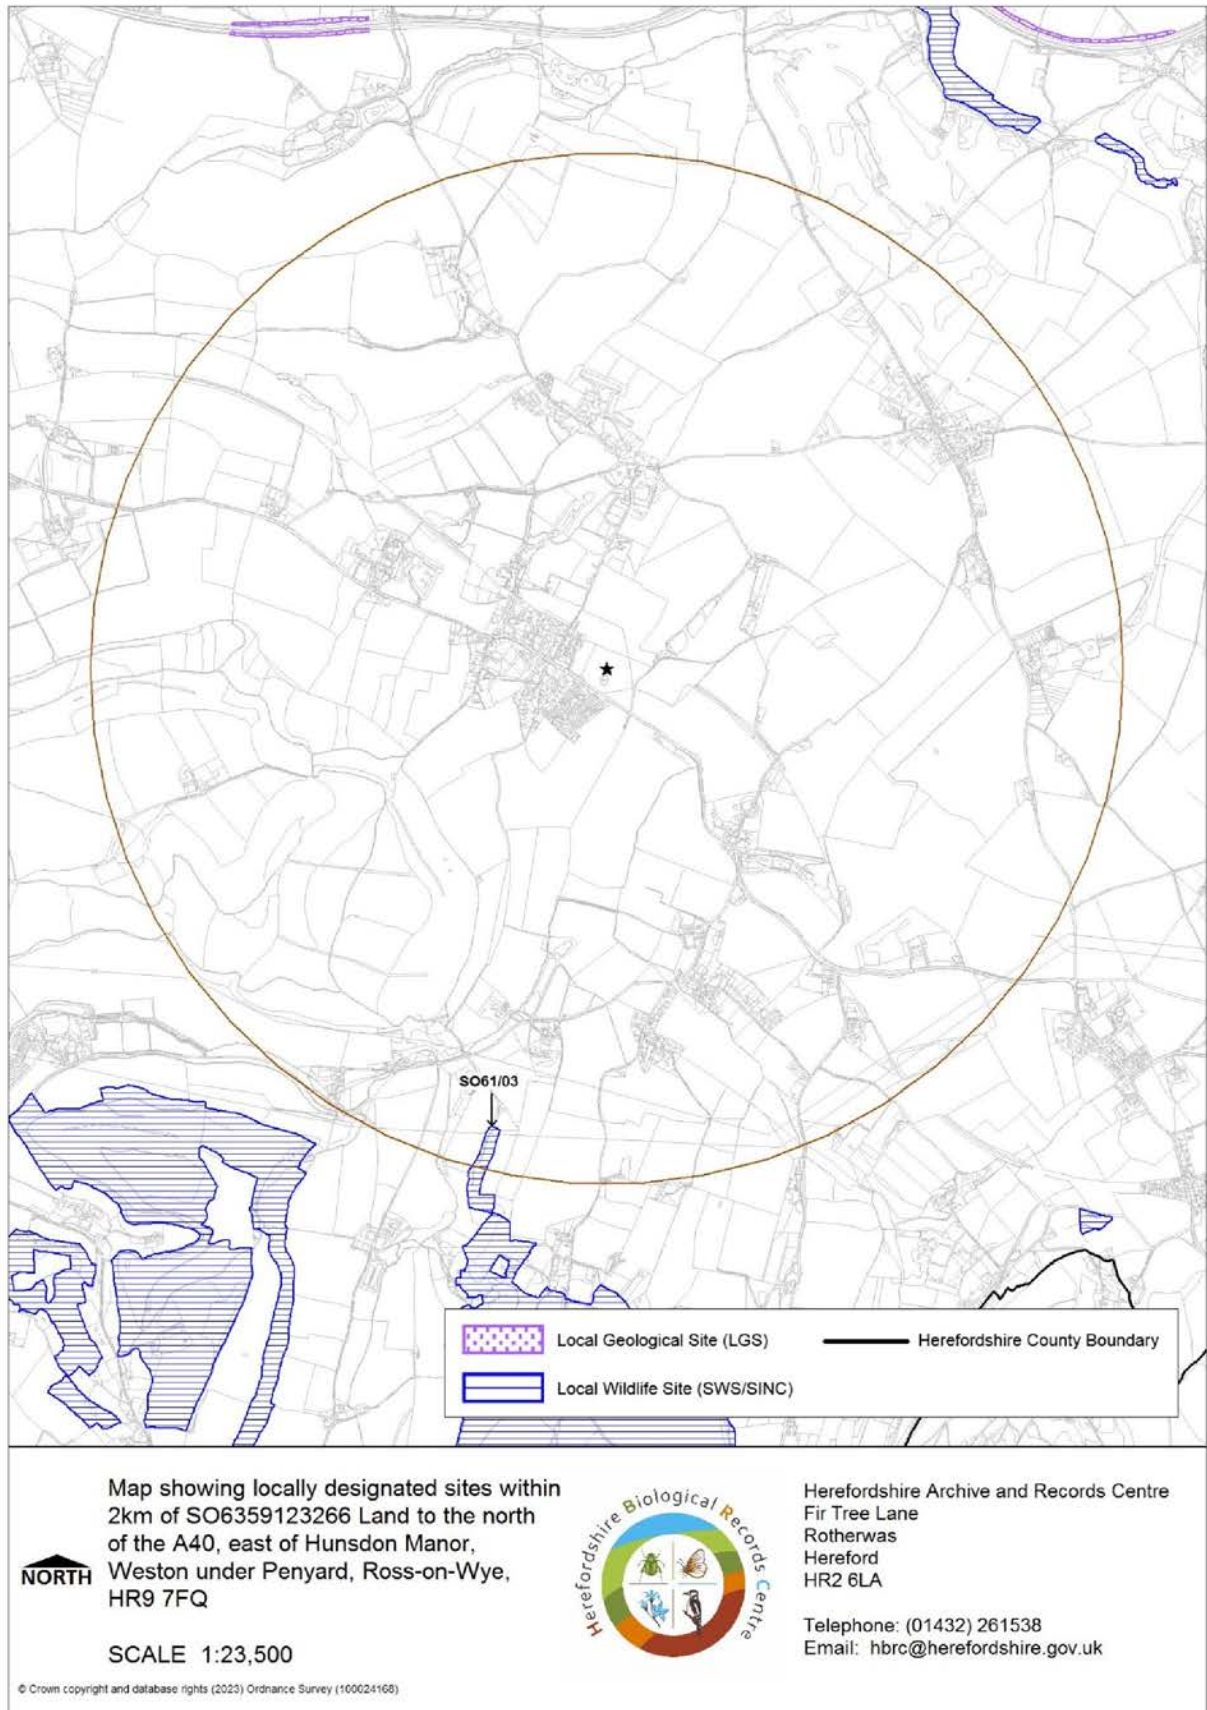 SO61/03
Local Geological Site (LGS)
Herefordshire County Boundary
Local Wildlife Site (SWS/SINC)
NORTH
Map showing locally designated sites within
2km of SO6359123266 Land to the north
of the A40, east of Hunsdon Manor,
Weston under Penyard, Ross-on-Wye,
HR9 7FQ
SCALE 1:23,500
© Crown copyright and database rights (2023) Ordnance Survey (100024168)
Herefordshire Biological Records Centre
Herefordshire Archive and Records Centre
Fir Tree Lane
Rotherwas
Hereford
HR2 6LA
Telephone: (01432) 261538
Email: hbrc@herefordshire.gov.uk